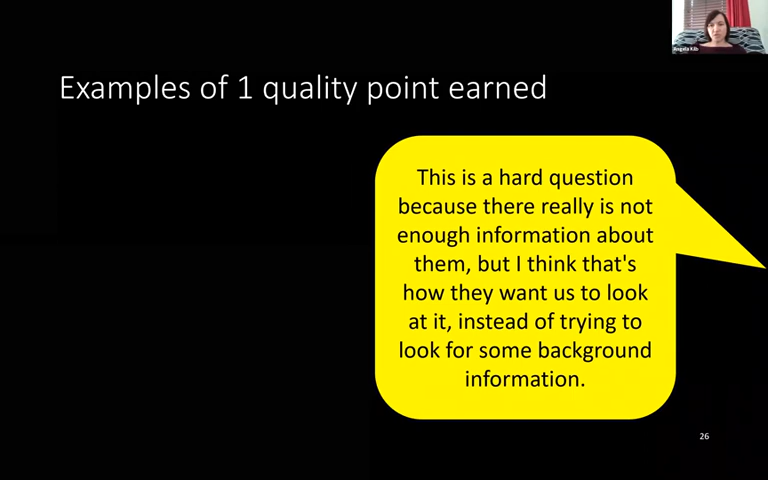 Angela Kilb
Examples of 1 quality point earned
This is a hard question
because there really is not
enough information about
them, but I think that's
how they want us to look
at it, instead of trying to
look for some background
information.
26